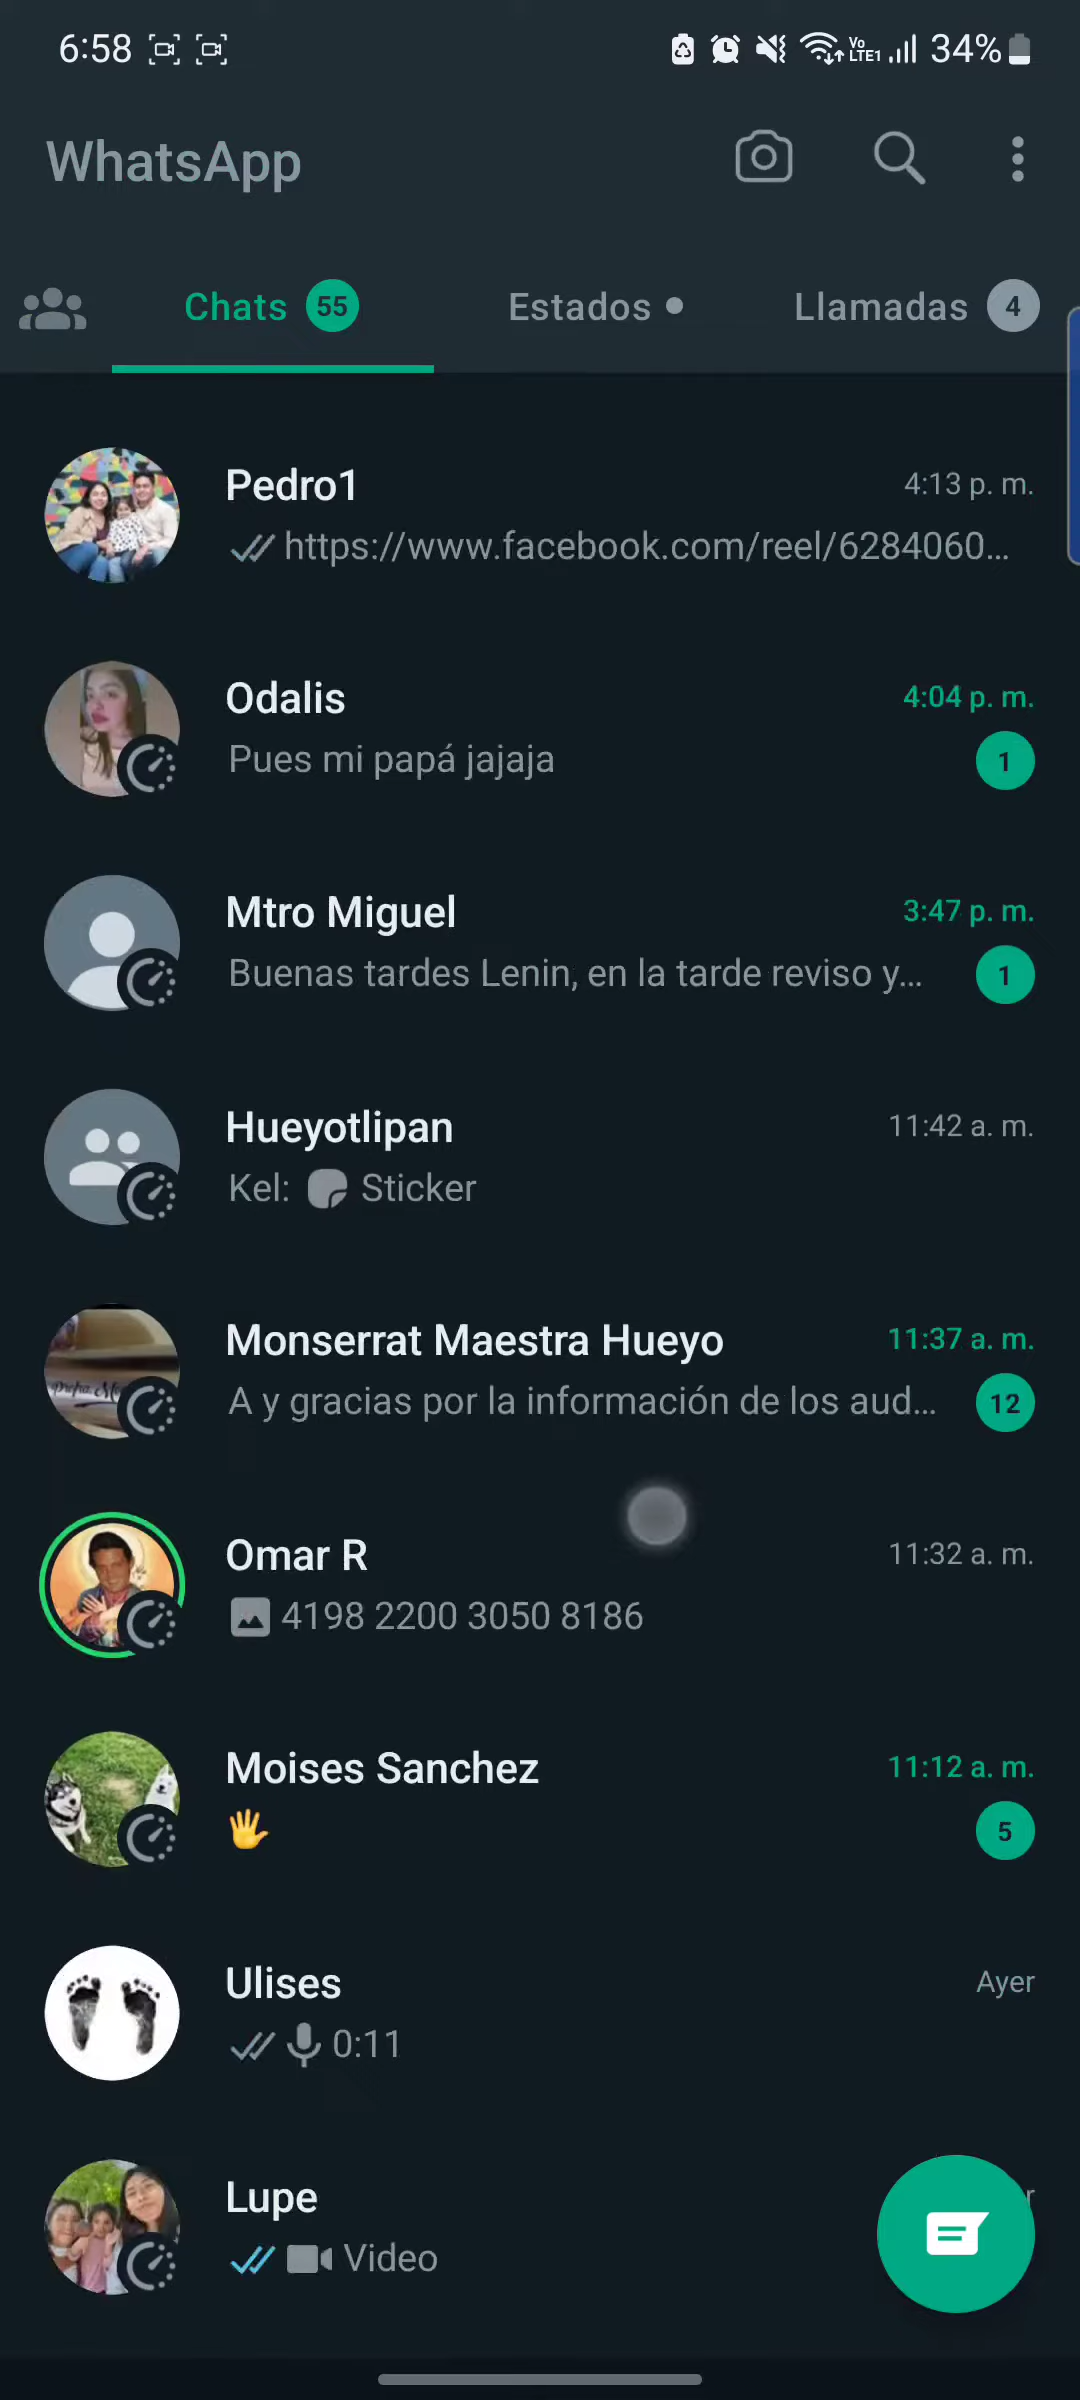 6:58 Vo LTE1 34%
WhatsApp
Chats 55 Estados Llamadas 4
Pedro1 4:13 p. m.
https://www.facebook.com/reel/6284060...
Odalis 4:04 p. m.
Pues mi papá jajaja 1
Mtro Miguel 3:47 p. m.
Buenas tardes Lenin, en la tarde reviso y... 1
Hueyotlipan 11:42 a. m.
Kel: Sticker
Monserrat Maestra Hueyo 11:37 a. m.
A y gracias por la información de los aud... 12
Omar R 11:32 a. m.
4198 2200 3050 8186
Moises Sanchez 11:12 a. m.
🖐 5
Ulises Ayer
0:11
Lupe
Video